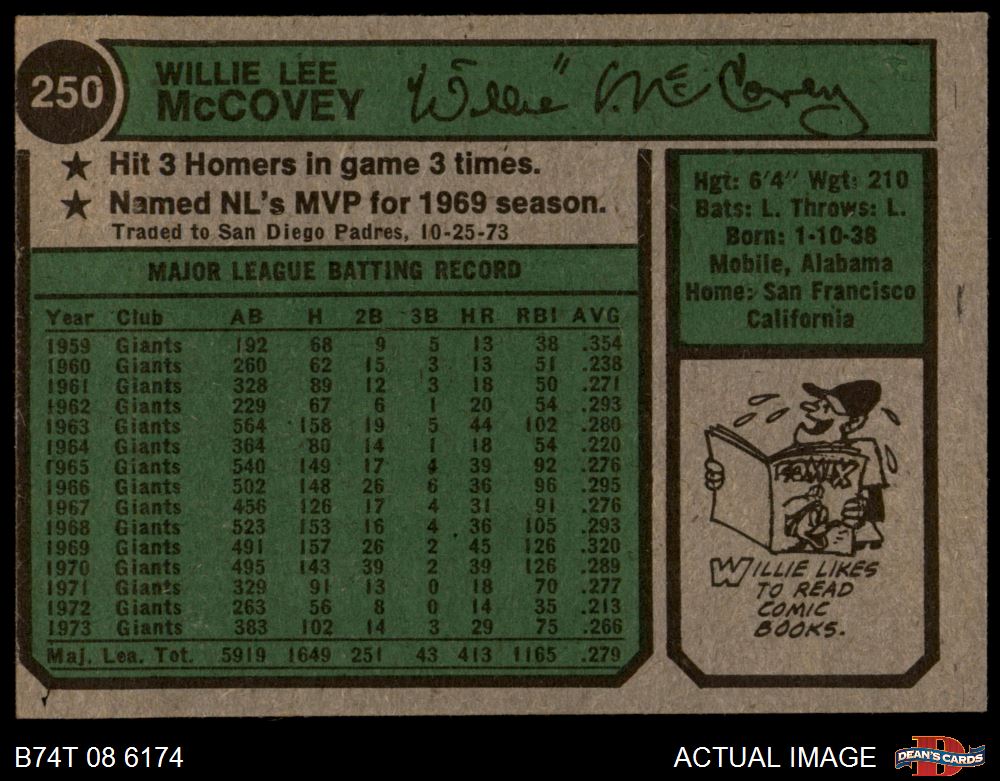 250
WILLIE LEE
McCOVEY
"Willie" McCovey
★ Hit 3 Homers in game 3 times.
★ Named NL's MVP for 1969 season.
Traded to San Diego Padres, 10-25-73
MAJOR LEAGUE BATTING RECORD
Year Club AB H 2B 3B HR RBI AVG
1959 Giants 192 68 9 5 13 38 .354
1960 Giants 260 62 15 3 13 51 .238
1961 Giants 328 89 12 3 18 50 .271
1962 Giants 229 67 6 1 20 54 .293
1963 Giants 564 158 19 5 44 102 .280
1964 Giants 364 80 14 1 18 54 .220
1965 Giants 540 149 17 4 39 92 .276
1966 Giants 502 148 26 6 36 96 .295
1967 Giants 456 126 17 4 31 91 .276
1968 Giants 523 153 16 4 36 105 .293
1969 Giants 491 157 26 2 45 126 .320
1970 Giants 495 143 39 2 39 126 .289
1971 Giants 329 91 13 0 18 70 .277
1972 Giants 263 56 8 0 14 35 .213
1973 Giants 383 102 14 3 29 75 .266
Maj. Lea. Tot. 5919 1649 251 43 413 1165 .279
Hgt: 6'4" Wgt: 210
Bats: L. Throws: L.
Born: 1-10-38
Mobile, Alabama
Home: San Francisco
California
WILLIE LIKES
TO READ
COMIC
BOOKS.
B74T 08 6174
ACTUAL IMAGE
DEAN'S CARDS